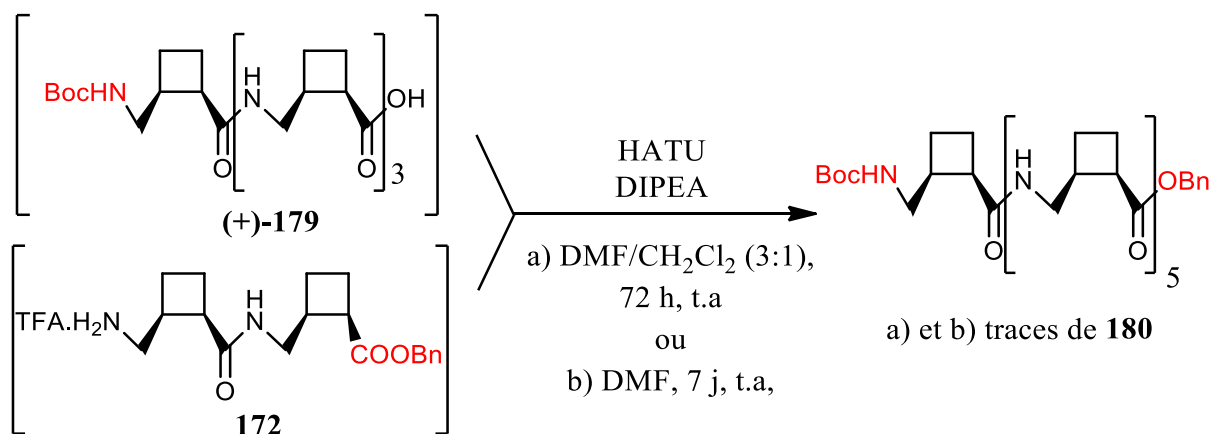 BocHN
H
N
OH
O
O
3
(+)-179
TFA.H₂N
H
N
O
COOBn
172
HATU
DIPEA
a) DMF/CH₂Cl₂ (3:1),
72 h, t.a
ou
b) DMF, 7 j, t.a,
BocHN
H
N
OBn
O
O
5
a) et b) traces de 180